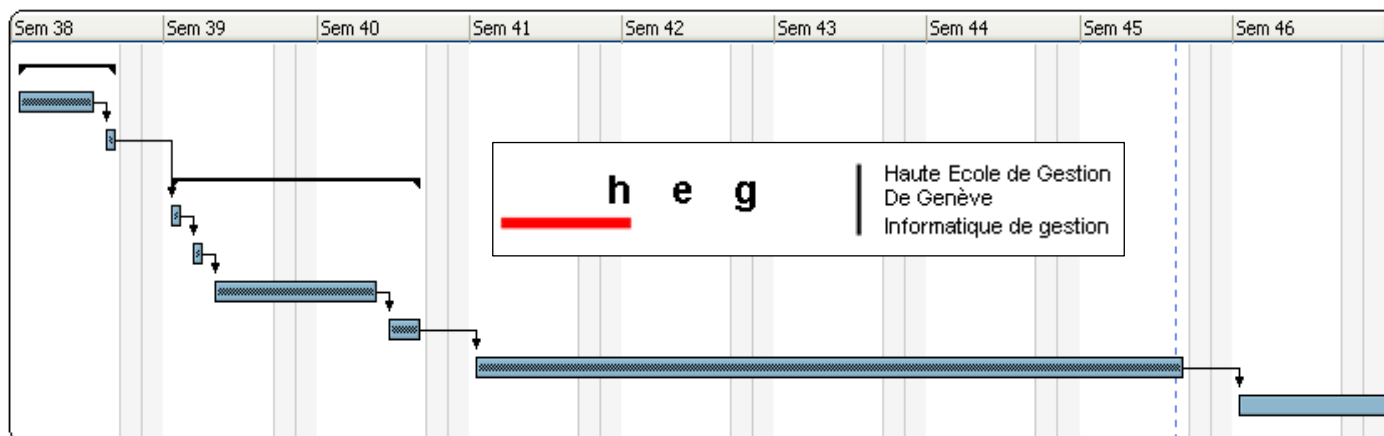 Sem 38 Sem 39 Sem 40 Sem 41 Sem 42 Sem 43 Sem 44 Sem 45 Sem 46
h e g
Haute Ecole de Gestion
De Genève
Informatique de gestion